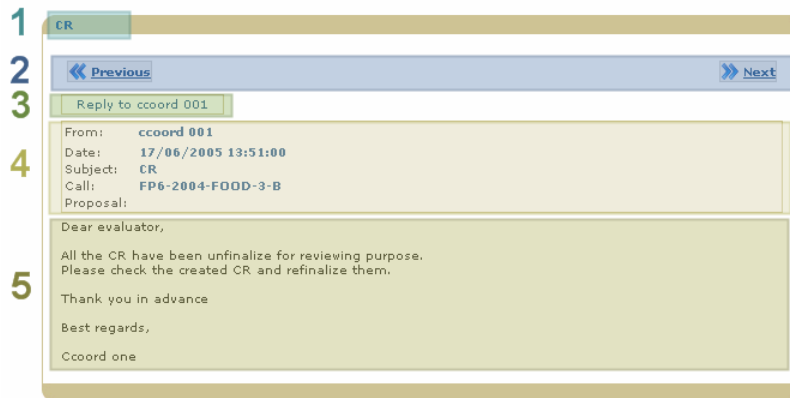 1 CR
2 Previous Next
3 Reply to ccoord 001
4
From: ccoord 001
Date: 17/06/2005 13:51:00
Subject: CR
Call: FP6-2004-FOOD-3-B
Proposal:
5
Dear evaluator,
All the CR have been unfinalize for reviewing purpose.
Please check the created CR and refinalize them.
Thank you in advance
Best regards,
Ccoord one